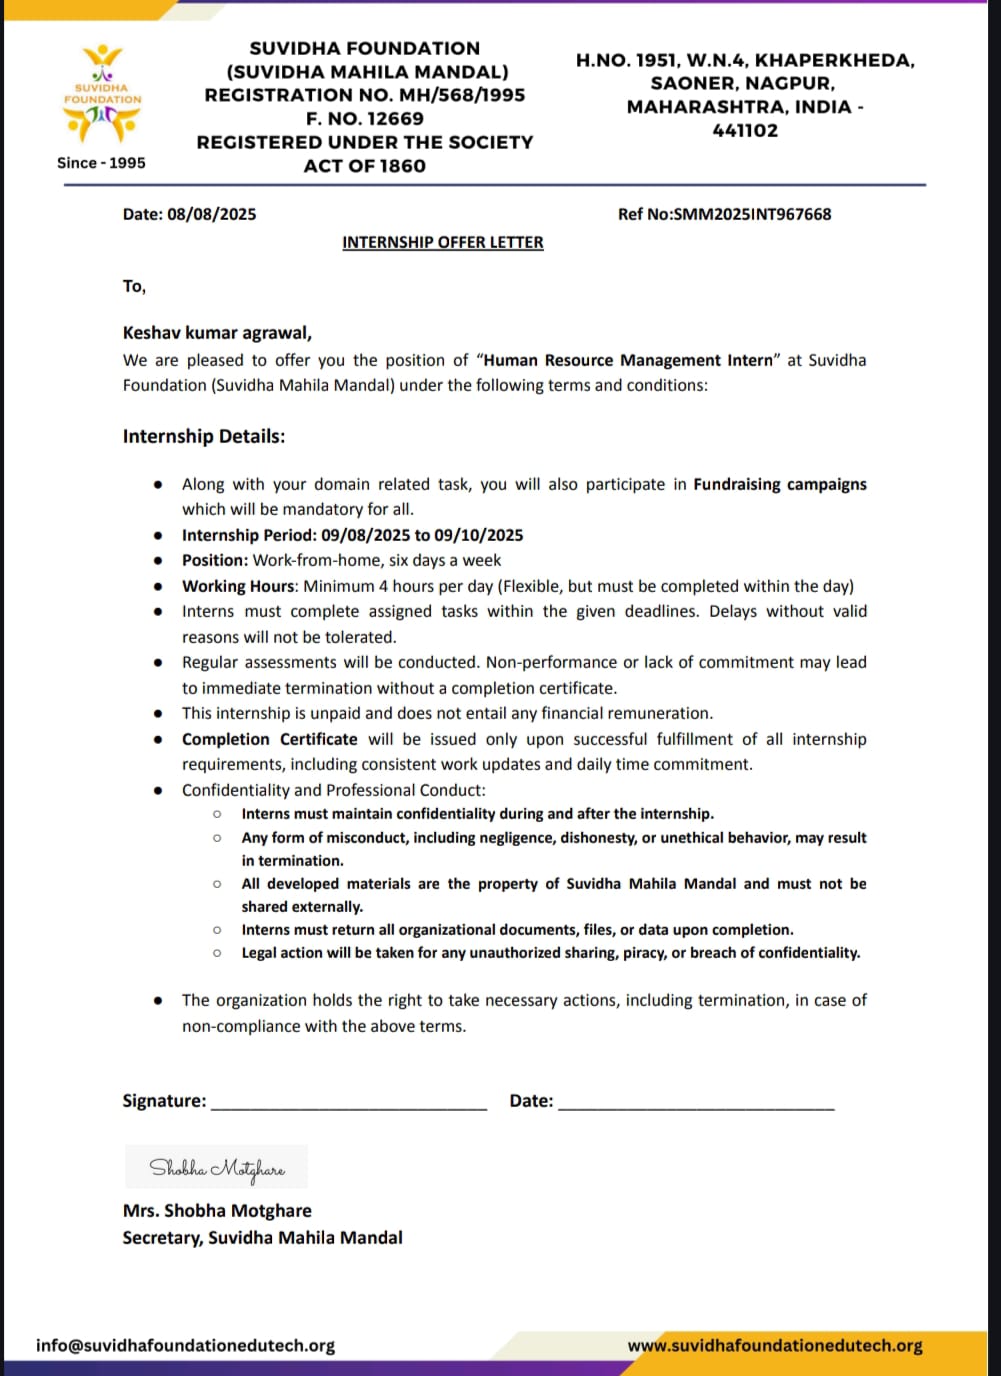 SUVIDHA
FOUNDATION
Since - 1995
SUVIDHA FOUNDATION
(SUVIDHA MAHILA MANDAL)
REGISTRATION NO. MH/568/1995
F. NO. 12669
REGISTERED UNDER THE SOCIETY
ACT OF 1860
H.NO. 1951, W.N.4, KHAPERKHEDA,
SAONER, NAGPUR,
MAHARASHTRA, INDIA -
441102
Date: 08/08/2025 Ref No:SMM2025INT967668
INTERNSHIP OFFER LETTER
To,
Keshav kumar agrawal,
We are pleased to offer you the position of “Human Resource Management Intern” at Suvidha
Foundation (Suvidha Mahila Mandal) under the following terms and conditions:
Internship Details:
● Along with your domain related task, you will also participate in Fundraising campaigns
which will be mandatory for all.
● Internship Period: 09/08/2025 to 09/10/2025
● Position: Work-from-home, six days a week
● Working Hours: Minimum 4 hours per day (Flexible, but must be completed within the day)
● Interns must complete assigned tasks within the given deadlines. Delays without valid
reasons will not be tolerated.
● Regular assessments will be conducted. Non-performance or lack of commitment may lead
to immediate termination without a completion certificate.
● This internship is unpaid and does not entail any financial remuneration.
● Completion Certificate will be issued only upon successful fulfillment of all internship
requirements, including consistent work updates and daily time commitment.
● Confidentiality and Professional Conduct:
○ Interns must maintain confidentiality during and after the internship.
○ Any form of misconduct, including negligence, dishonesty, or unethical behavior, may result
in termination.
○ All developed materials are the property of Suvidha Mahila Mandal and must not be
shared externally.
○ Interns must return all organizational documents, files, or data upon completion.
○ Legal action will be taken for any unauthorized sharing, piracy, or breach of confidentiality.
● The organization holds the right to take necessary actions, including termination, in case of
non-compliance with the above terms.
Signature: ______________________________ Date: ______________________________
Shobha Motghare
Mrs. Shobha Motghare
Secretary, Suvidha Mahila Mandal
info@suvidhafoundationedutech.org www.suvidhafoundationedutech.org